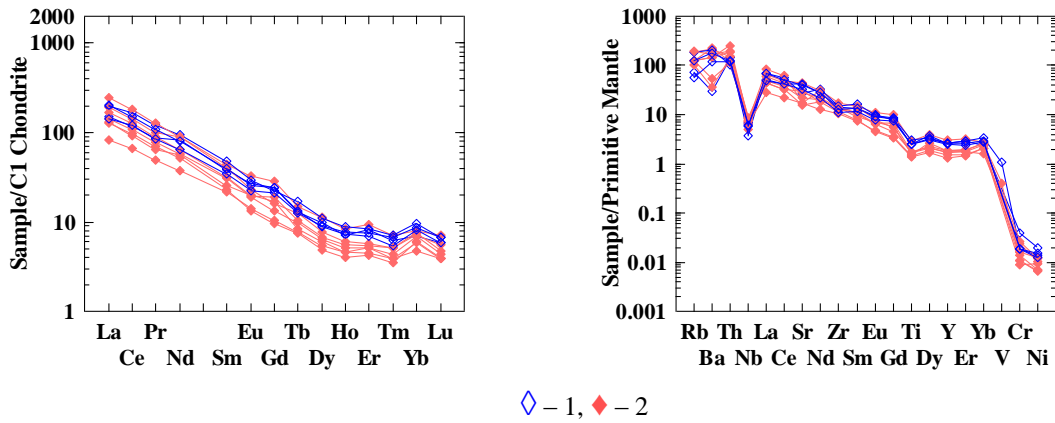 Sample/C1 Chondrite
2000
1000
100
10
1
La Pr Eu Tb Ho Tm Lu
Ce Nd Sm Gd Dy Er Yb
Sample/Primitive Mantle
1000
100
10
1
0.1
0.01
0.001
Rb Th La Sr Zr Eu Ti Y Yb Cr
Ba Nb Ce Nd Sm Gd Dy Er V Ni
– 1, – 2